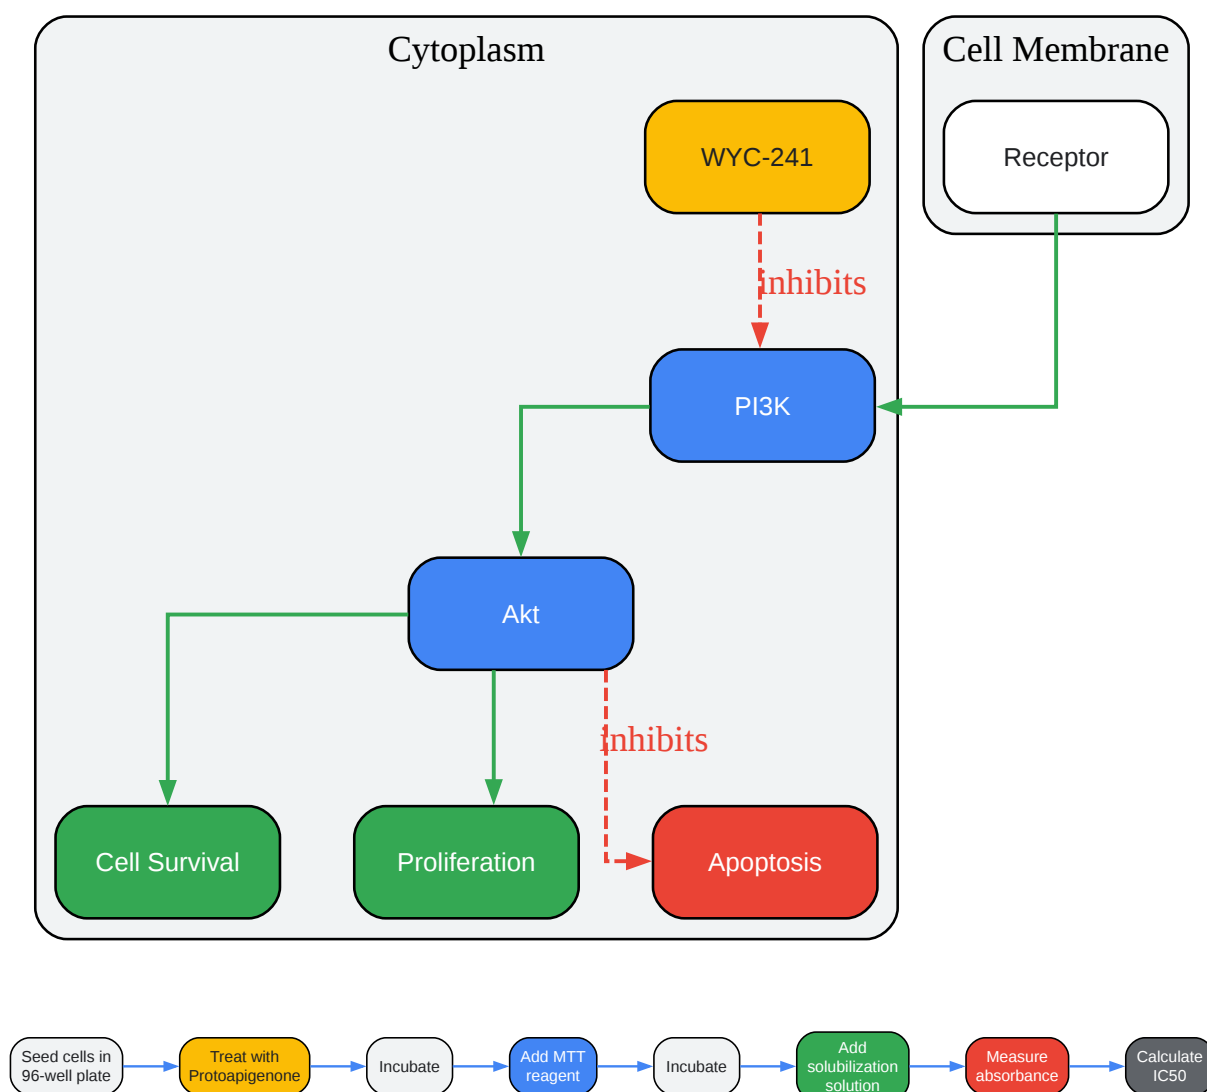 Cytoplasm
Cell Membrane
WYC-241
Receptor
inhibits
PI3K
Akt
inhibits
Cell Survival
Proliferation
Apoptosis
Seed cells in
96-well plate
Treat with
Protoapigenone
Incubate
Add MTT
reagent
Incubate
Add
solubilization
solution
Measure
absorbance
Calculate
IC50